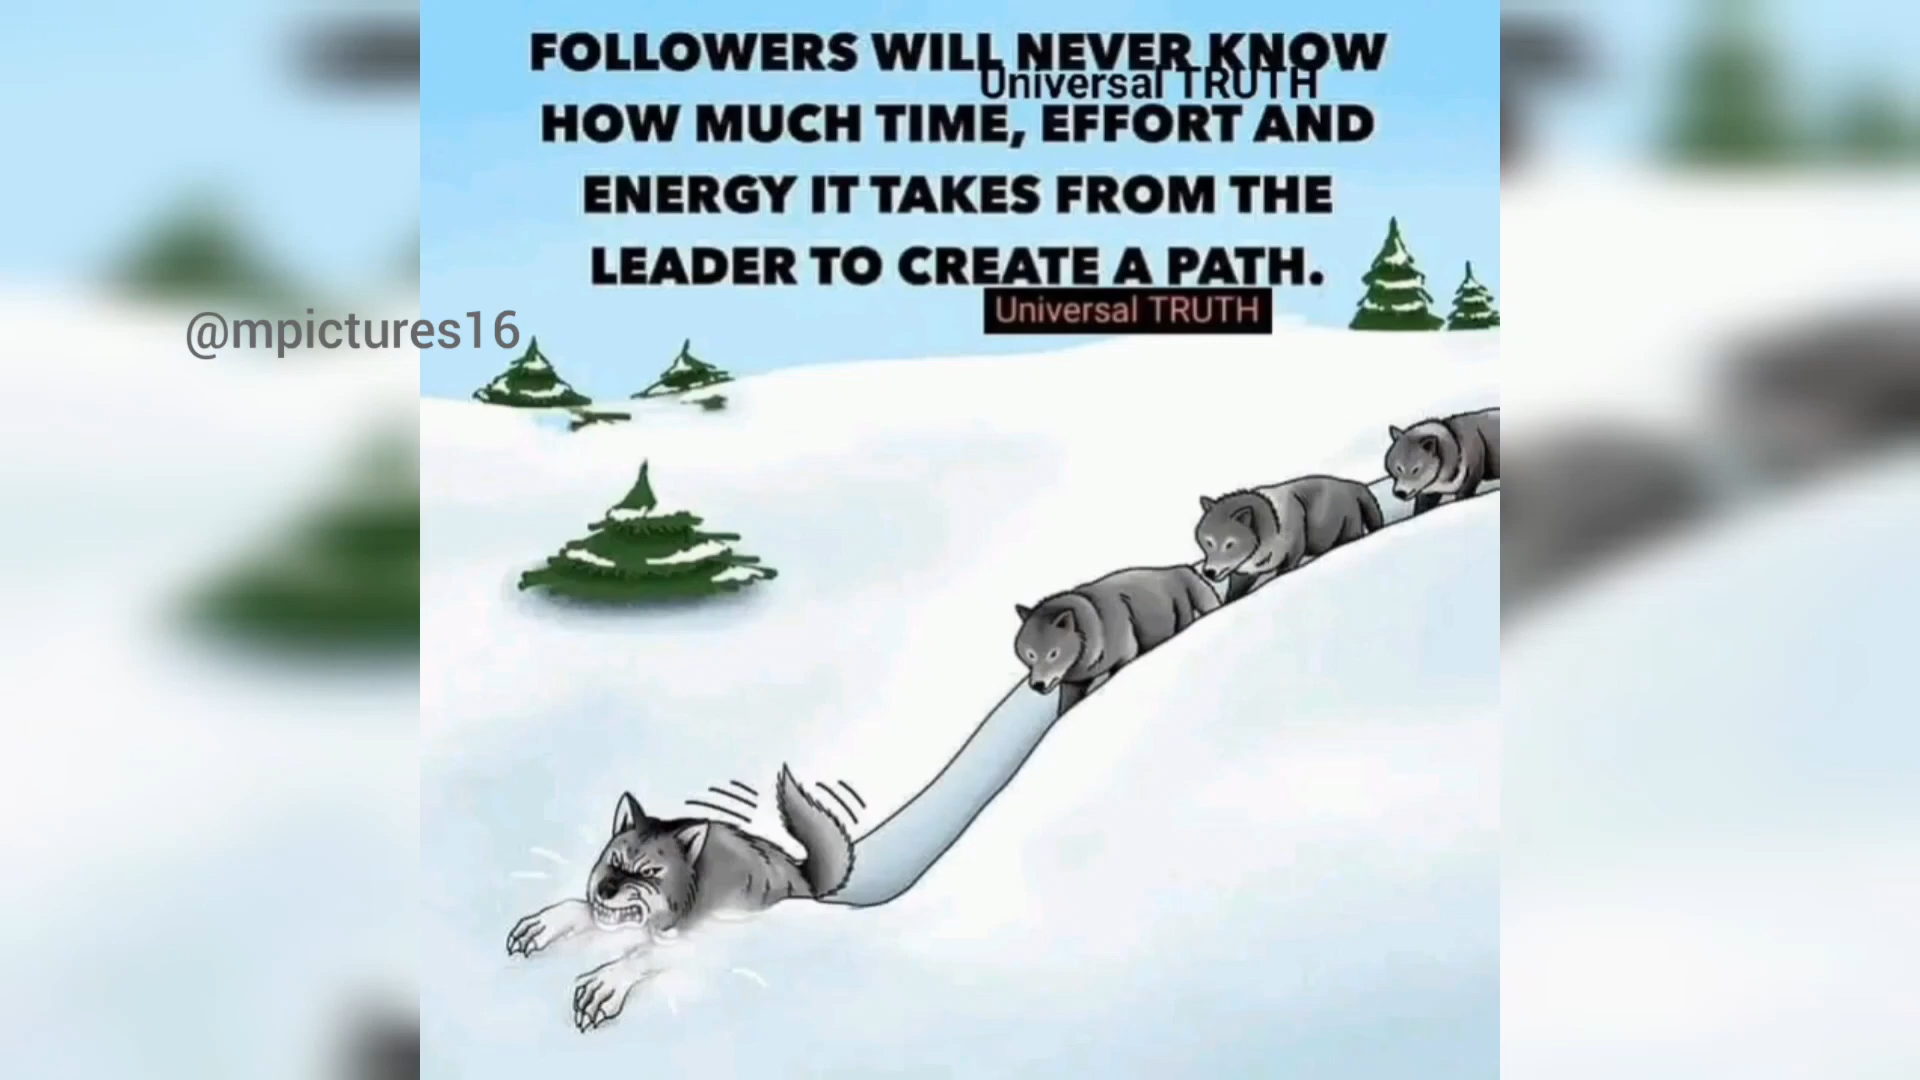 FOLLOWERS WILL NEVER KNOW
Universal TRUTH
HOW MUCH TIME, EFFORT AND
ENERGY IT TAKES FROM THE
LEADER TO CREATE A PATH.
Universal TRUTH
@mpictures16